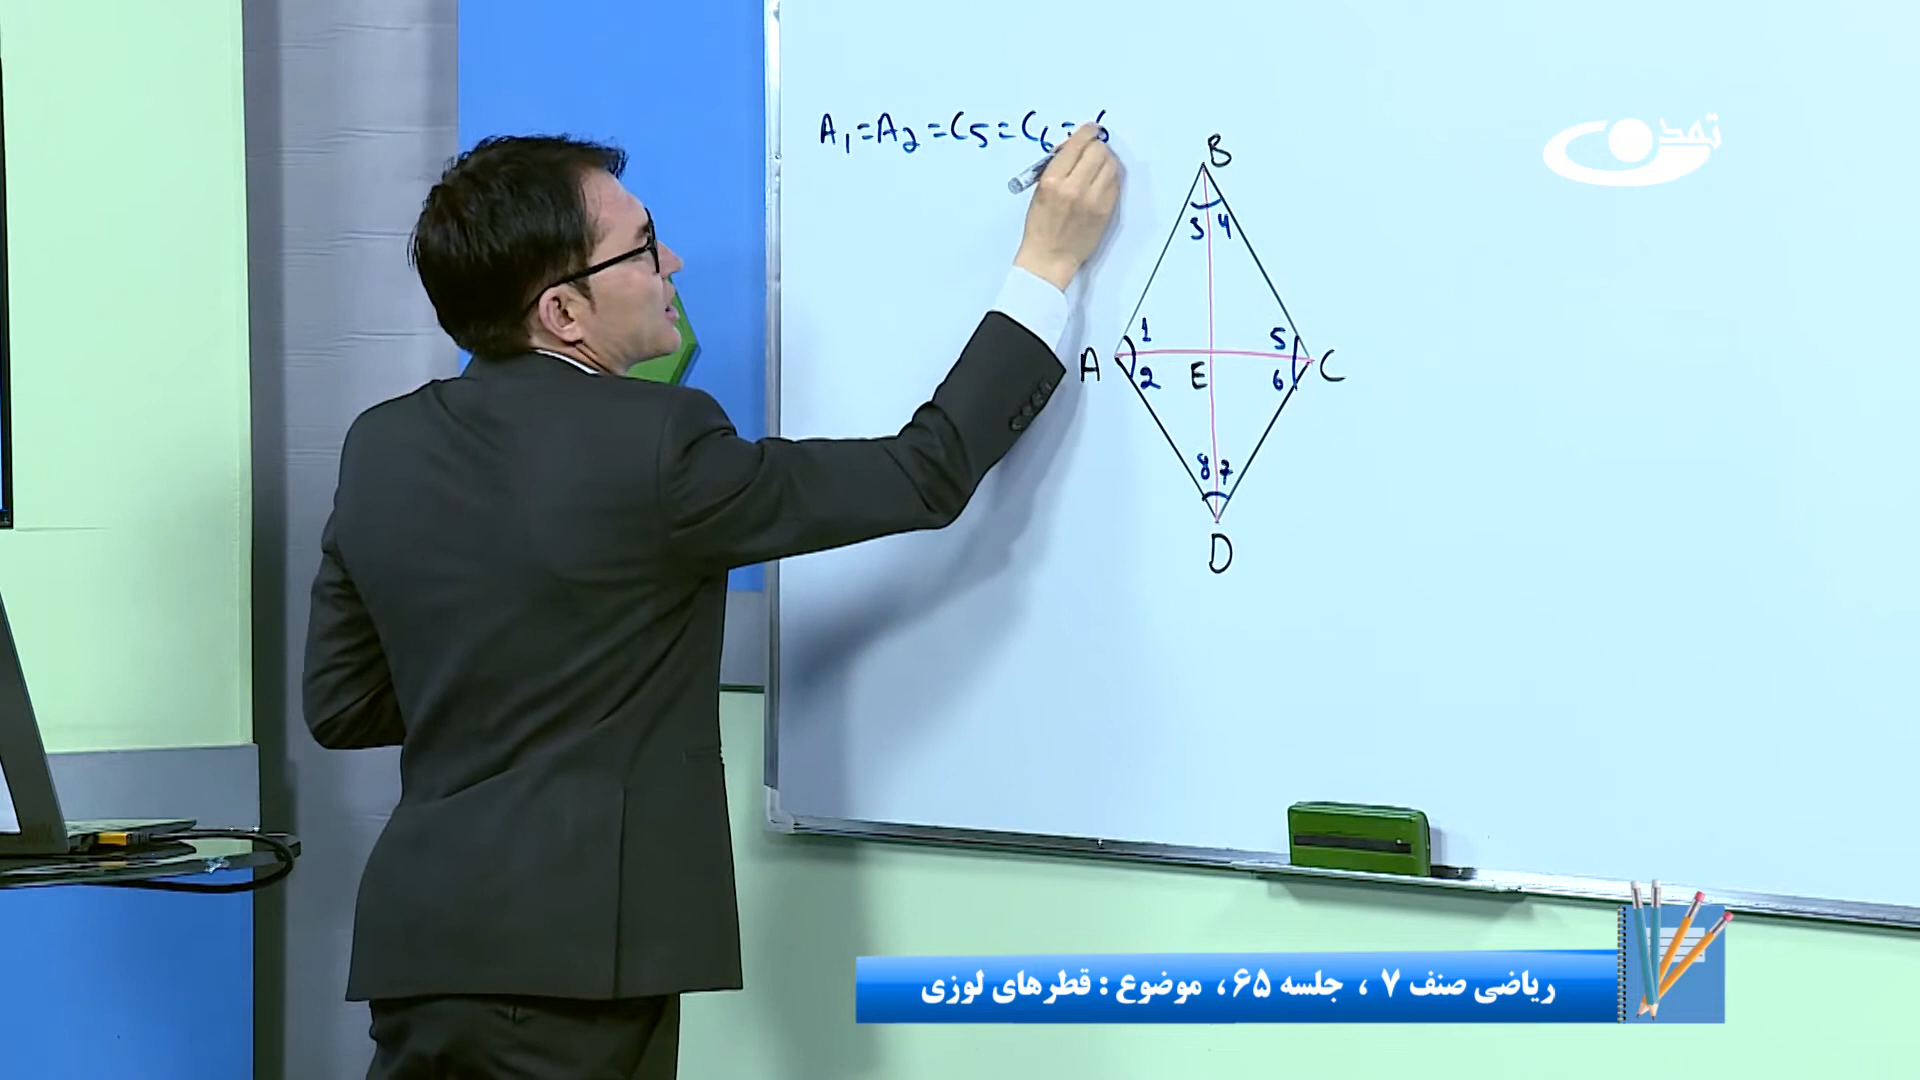 A₁=A₂=C5=C6=6
تمدن
B
3 4
1 5
A E C
2 6
8 7
D
ریاضی صنف ۷ ، جلسه ۶۵، موضوع : قطرهای لوزی